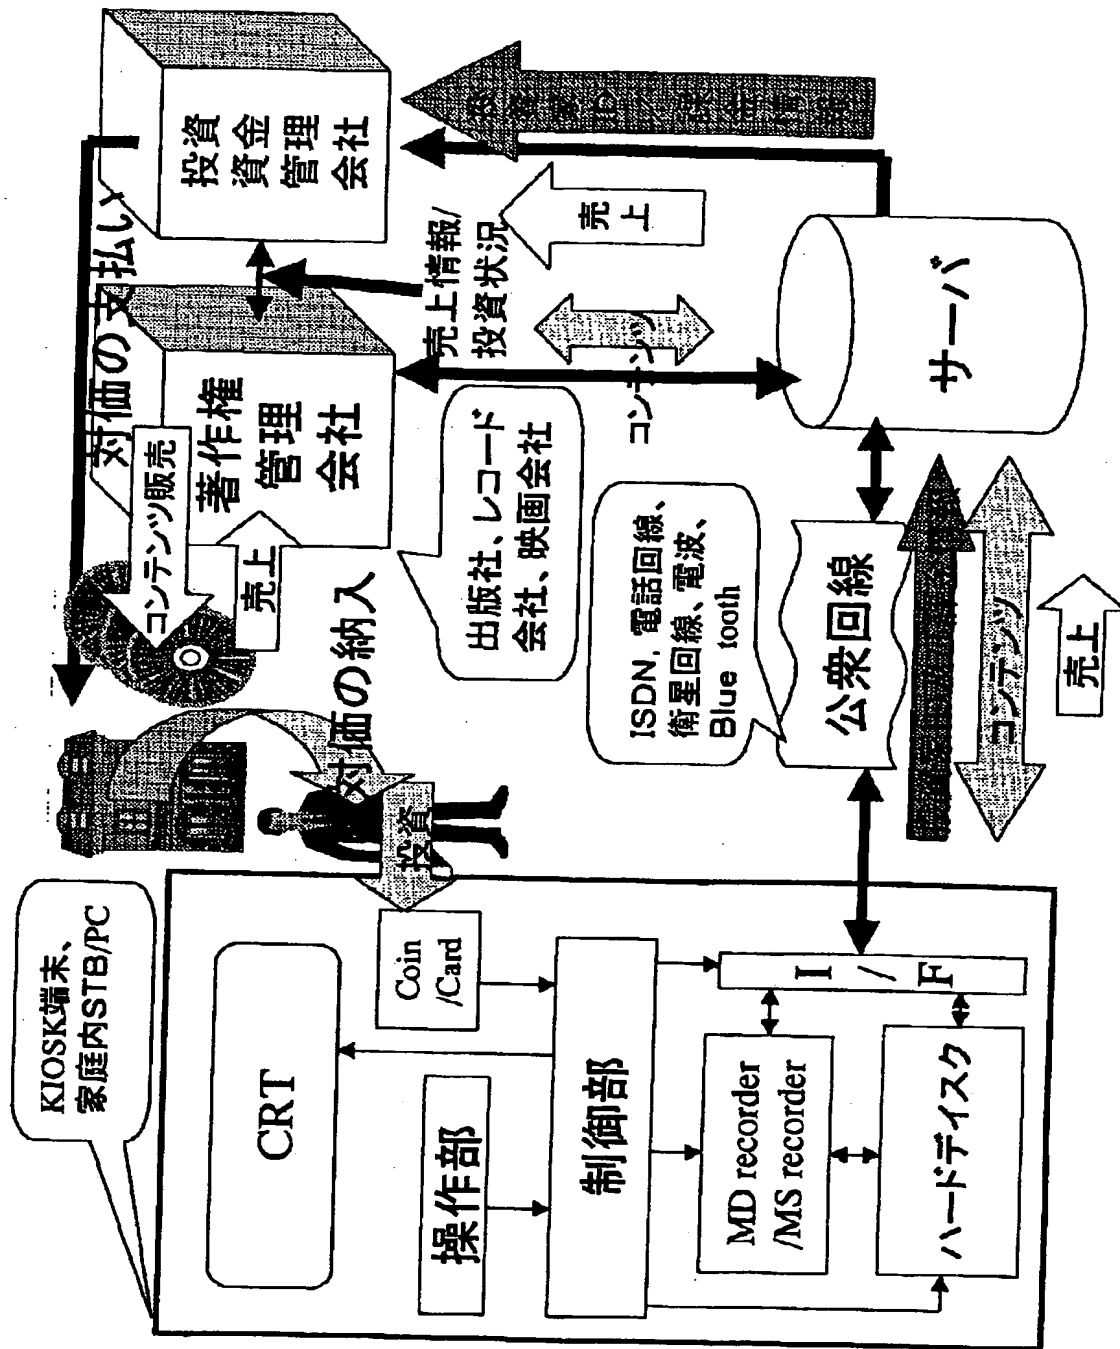 KIOSK端末、
家庭内STB/PC
CRT
操作部
Coin
/Card
制御部
MD recorder
/MS recorder
ハードディスク
I
/
F
投資
対価の納入
対価の支払い
コンテンツ販売
売上
著作権
管理
会社
投資
資金
管理
会社
売上情報/
投資状況
出版社、レコード
会社、映画会社
ISDN, 電話回線、
衛星回線、電波、
Blue tooth
公衆回線
コンテンツ
売上
サーバ
コンテンツ
売上